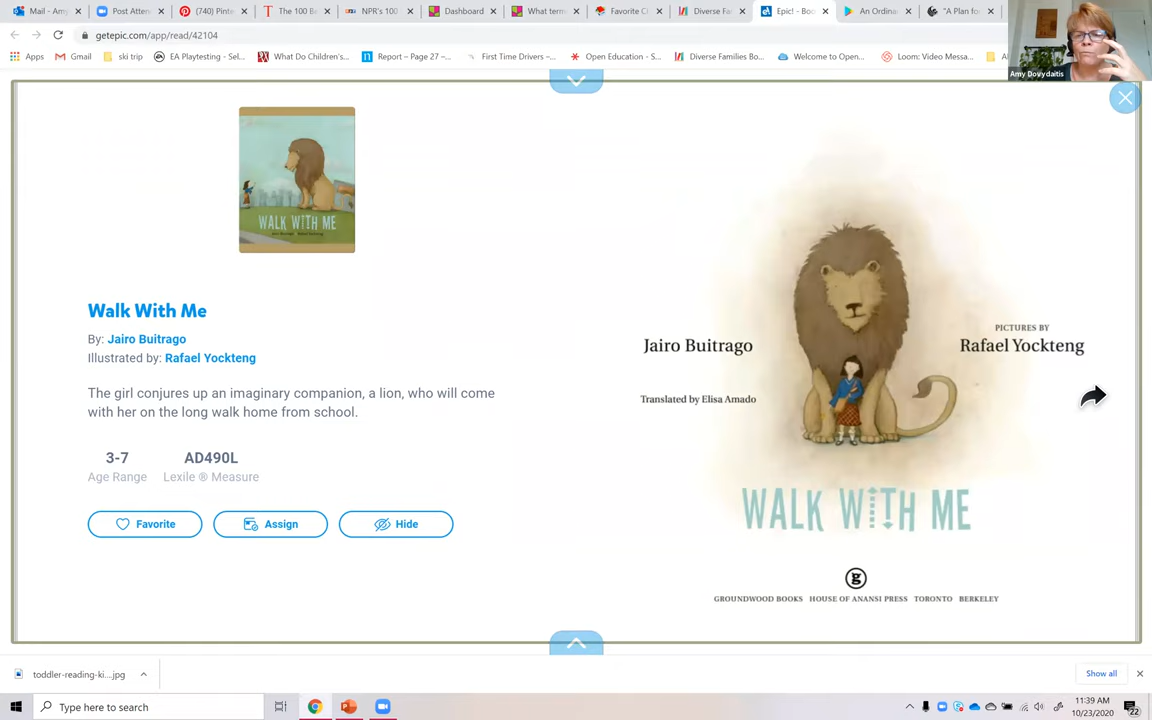 Mail - Amy
Post Atten
(740) Pinte
The 100 Be
NPR's 100
Dashboard
What term
Favorite Cl
Diverse Fa
Epic! - Boo
An Ordina
"A Plan fo
getepic.com/app/read/42104
Apps
Gmail
ski trip
EA Playtesting - Sel...
What Do Children's...
Report – Page 27 –...
First Time Drivers –...
Open Education - S...
Diverse Families Bo...
Welcome to Open...
Loom: Video Messa...
Amy Dovydaitis
WALK WITH ME
Walk With Me
By: Jairo Buitrago
Illustrated by: Rafael Yockteng
The girl conjures up an imaginary companion, a lion, who will come
with her on the long walk home from school.
3-7
AD490L
Age Range
Lexile ® Measure
Favorite
Assign
Hide
Jairo Buitrago
PICTURES BY
Rafael Yockteng
Translated by Elisa Amado
WALK WITH ME
g
GROUNDWOOD BOOKS HOUSE OF ANANSI PRESS TORONTO BERKELEY
toddler-reading-ki....jpg
Show all
Type here to search
11:39 AM
10/23/2020
22